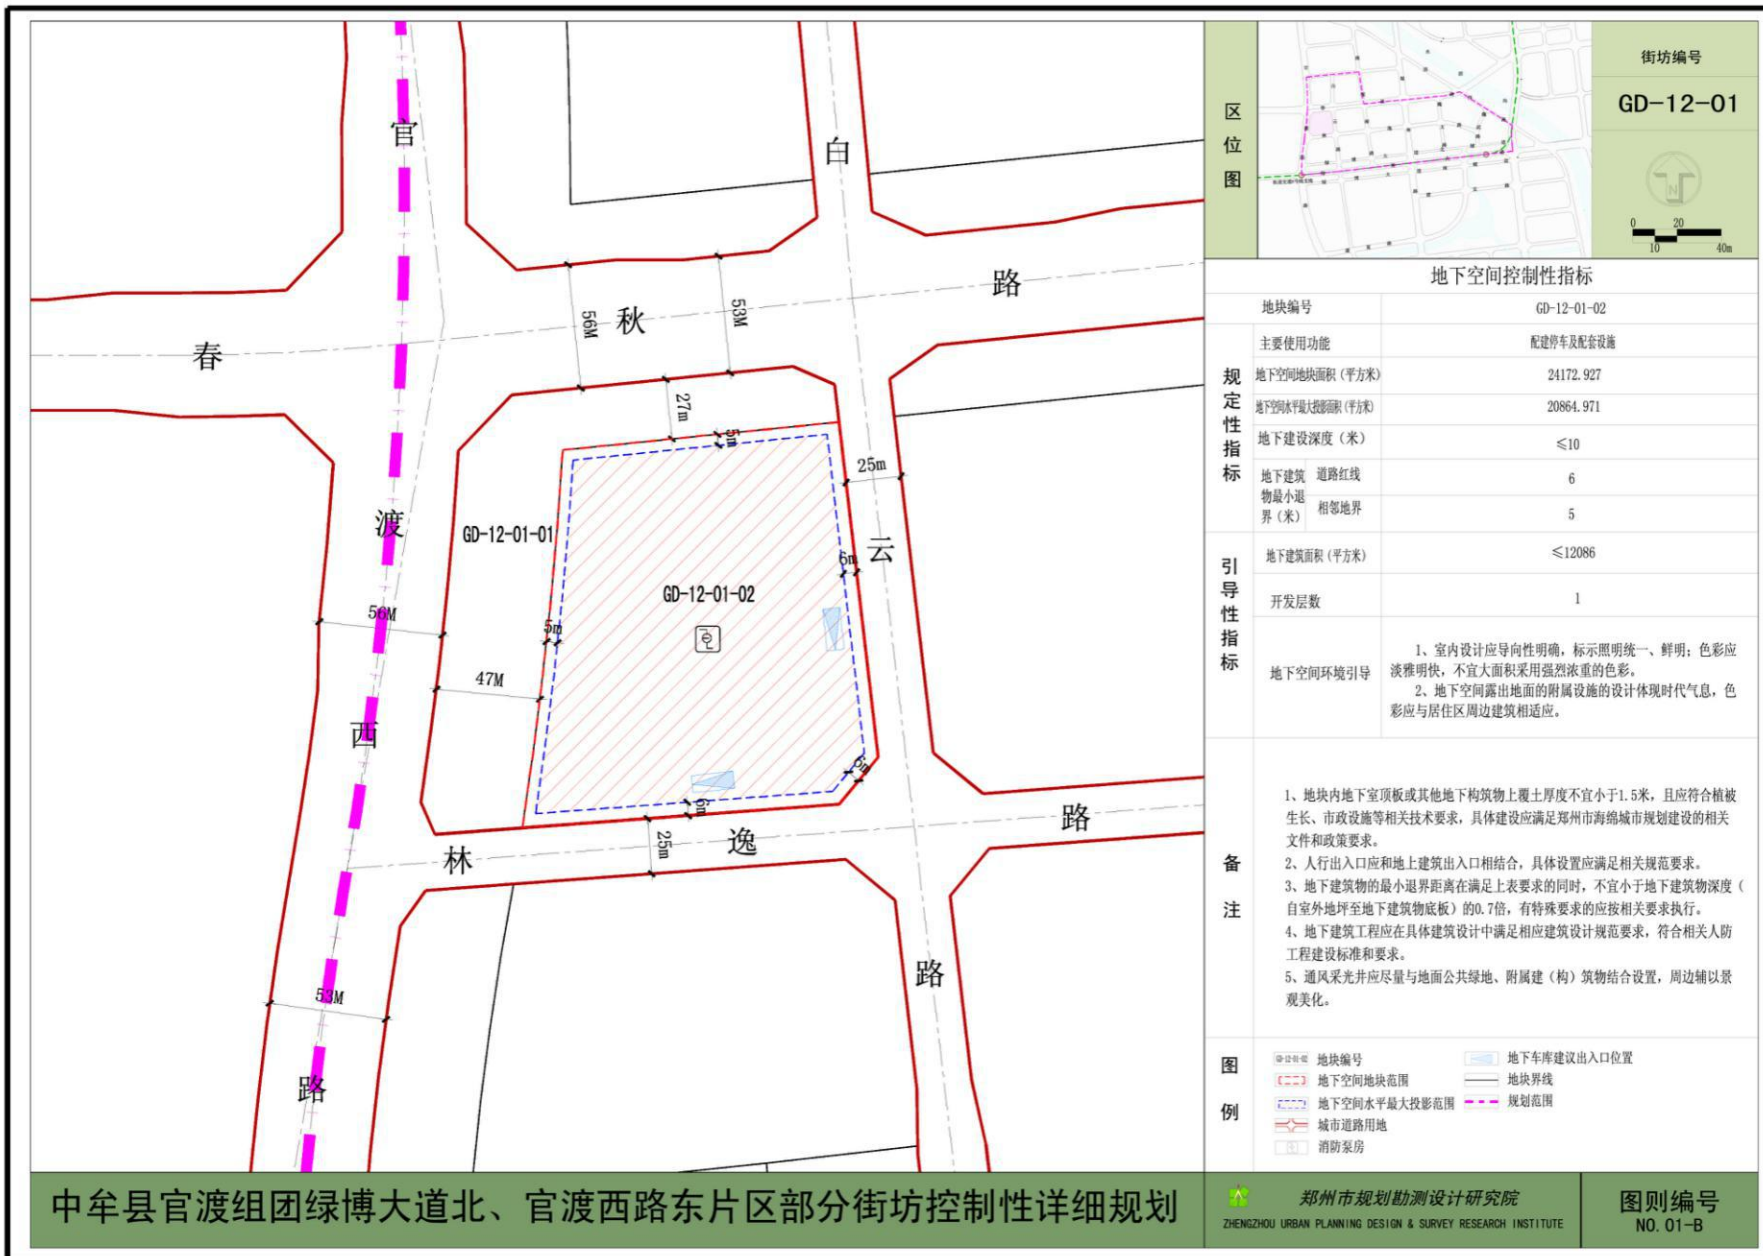 官
白
56M
秋
53M
路
春
27m
5m
25m
渡
GD-12-01-01
云
6m
GD-12-01-02
56M
5m
47M
西
6m
6m
25m
林
逸
路
路
53M
路
区
位
图
街坊编号
GD-12-01
N
0 20
10 40m
地下空间控制性指标
地块编号 GD-12-01-02
规定性指标
主要使用功能 配建停车及配套设施
地下空间地块面积（平方米） 24172.927
地下空间水平最大投影面积（平方米） 20864.971
地下建设深度（米） ≤10
地下建筑物最小退界（米） 道路红线 6
相邻地界 5
引导性指标
地下建筑面积（平方米） ≤12086
开发层数 1
地下空间环境引导
1、室内设计应导向性明确，标示照明统一、鲜明；色彩应
淡雅明快，不宜大面积采用强烈浓重的色彩。
2、地下空间露出地面的附属设施的设计体现时代气息，色
彩应与居住区周边建筑相适应。
备
注
1、地块内地下室顶板或其他地下构筑物上覆土厚度不宜小于1.5米，且应符合植被
生长、市政设施等相关技术要求，具体建设应满足郑州市海绵城市规划建设的相关
文件和政策要求。
2、人行出入口应和地上建筑出入口相结合，具体设置应满足相关规范要求。
3、地下建筑物的最小退界距离在满足上表要求的同时，不宜小于地下建筑物深度（
自室外地坪至地下建筑物底板）的0.7倍，有特殊要求的应按相关要求执行。
4、地下建筑工程应在具体建筑设计中满足相应建筑设计规范要求，符合相关人防
工程建设标准和要求。
5、通风采光井应尽量与地面公共绿地、附属建（构）筑物结合设置，周边辅以景
观美化。
图
例
地块编号
地下车库建议出入口位置
地下空间地块范围
地块界线
地下空间水平最大投影范围
规划范围
城市道路用地
消防泵房
中牟县官渡组团绿博大道北、官渡西路东片区部分街坊控制性详细规划
郑州市规划勘测设计研究院
ZHENGZHOU URBAN PLANNING DESIGN & SURVEY RESEARCH INSTITUTE
图则编号
NO. 01-B